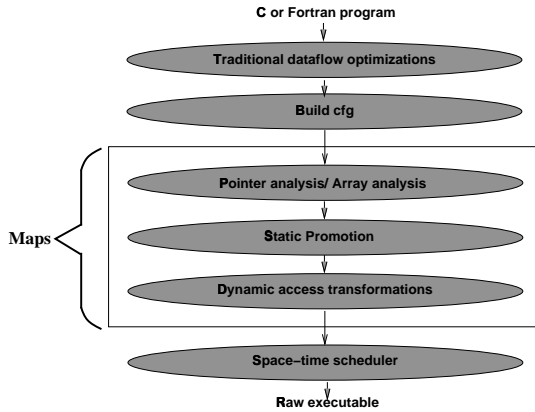 C or Fortran program
Traditional dataflow optimizations
Build cfg
Pointer analysis/ Array analysis
Maps
Static Promotion
Dynamic access transformations
Space-time scheduler
Raw executable